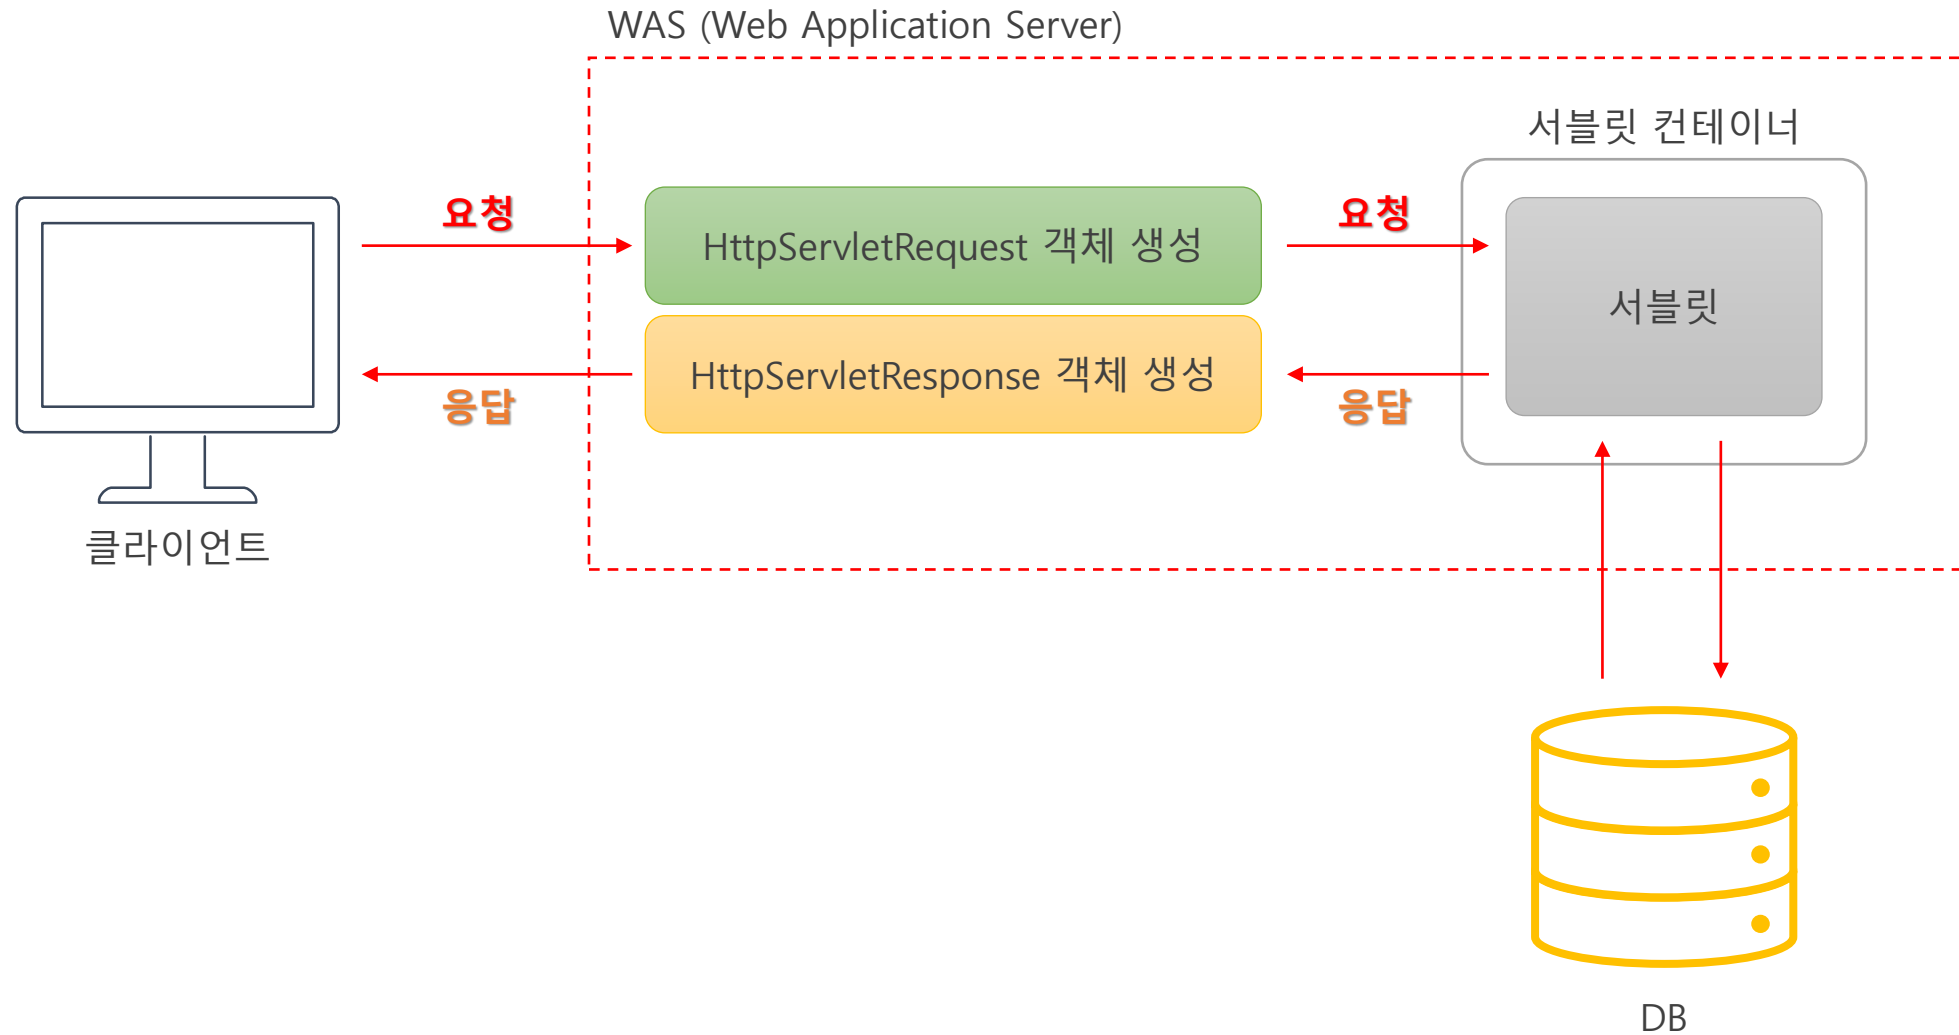 WAS (Web Application Server)
서블릿 컨테이너
요청
HttpServletRequest 객체 생성
요청
서블릿
HttpServletResponse 객체 생성
응답
응답
클라이언트
DB